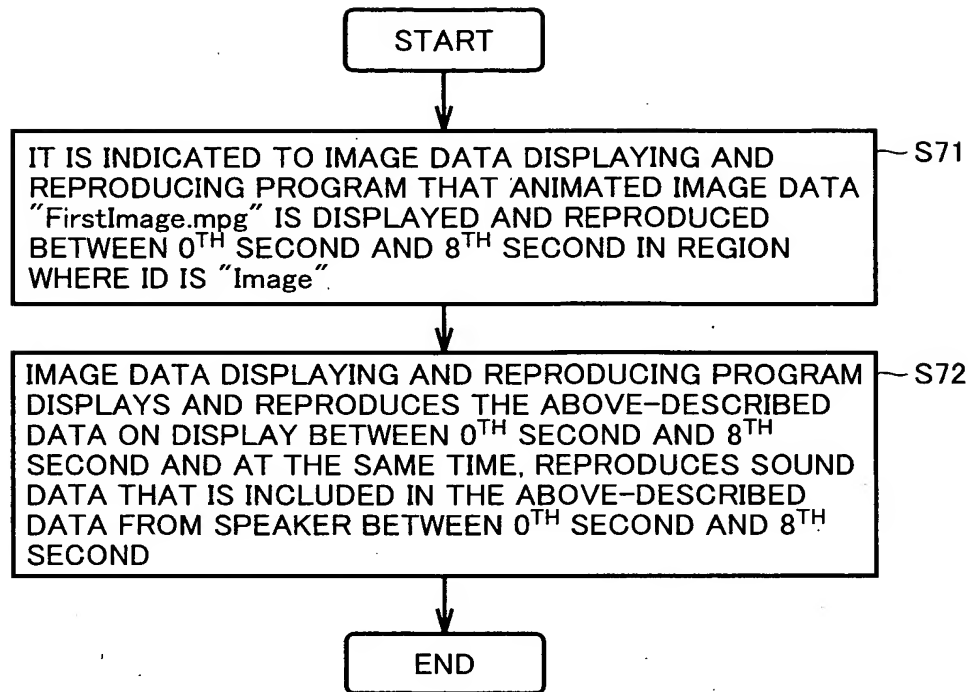 START
IT IS INDICATED TO IMAGE DATA DISPLAYING AND
REPRODUCING PROGRAM THAT ANIMATED IMAGE DATA
"FirstImage.mpg" IS DISPLAYED AND REPRODUCED
BETWEEN 0TH SECOND AND 8TH SECOND IN REGION
WHERE ID IS "Image"
S71
IMAGE DATA DISPLAYING AND REPRODUCING PROGRAM
DISPLAYS AND REPRODUCES THE ABOVE-DESCRIBED
DATA ON DISPLAY BETWEEN 0TH SECOND AND 8TH
SECOND AND AT THE SAME TIME, REPRODUCES SOUND
DATA THAT IS INCLUDED IN THE ABOVE-DESCRIBED
DATA FROM SPEAKER BETWEEN 0TH SECOND AND 8TH
SECOND
S72
END